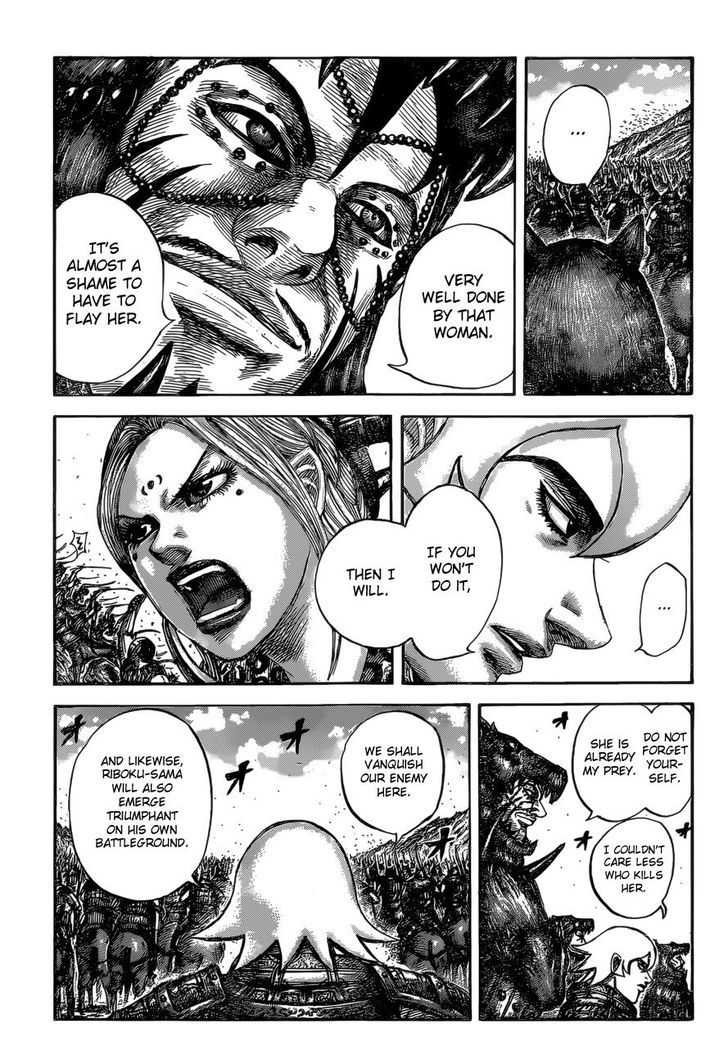 ...
VERY
WELL DONE
BY THAT
WOMAN.
IT'S
ALMOST A
SHAME TO
HAVE TO
FLAY HER.
...
IF YOU
WON'T
DO IT,
THEN I
WILL.
DO NOT
FORGET
YOUR-
SELF.
SHE IS
ALREADY
MY PREY.
I COULDN'T
CARE LESS
WHO KILLS
HER.
WE SHALL
VANQUISH
OUR ENEMY
HERE.
AND LIKEWISE,
RIBOKU-SAMA
WILL ALSO
EMERGE
TRIUMPHANT
ON HIS OWN
BATTLEGROUND.